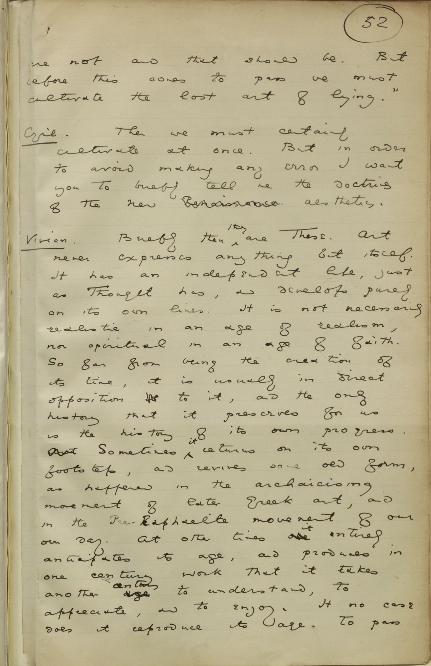 52
are not and that should be. But
before this comes to pass we must
cultivate the lost art of lying."
Cyril. Then we must certainly
cultivate at once. But in order
to avoid making any error I want
you to briefly tell me the doctrines
of the new Renaissance aesthetics.
Vivian. Briefly then they are These. Art
never expresses anything but itself.
It has an independent life, just
as Thought has, and develops purely
on its own lines. It is not necessarily
realistic in an age of realism,
nor spiritual in an age of faith.
So far from being the creation of
its time, it is usually in direct
opposition to it, and the only
history that it preserves for us
is the history of its own progress.
Sometimes it returns on its own
footsteps, and revives some old form,
as happened in the archaicising
movement of later Greek art, and
in the Pre-Raphaelite movement of our
own day. At other times it entirely
anticipates its age, and produces in
one century work that it takes
another century to understand, to
appreciate, and to enjoy. In no case
does it reproduce its age. To pass